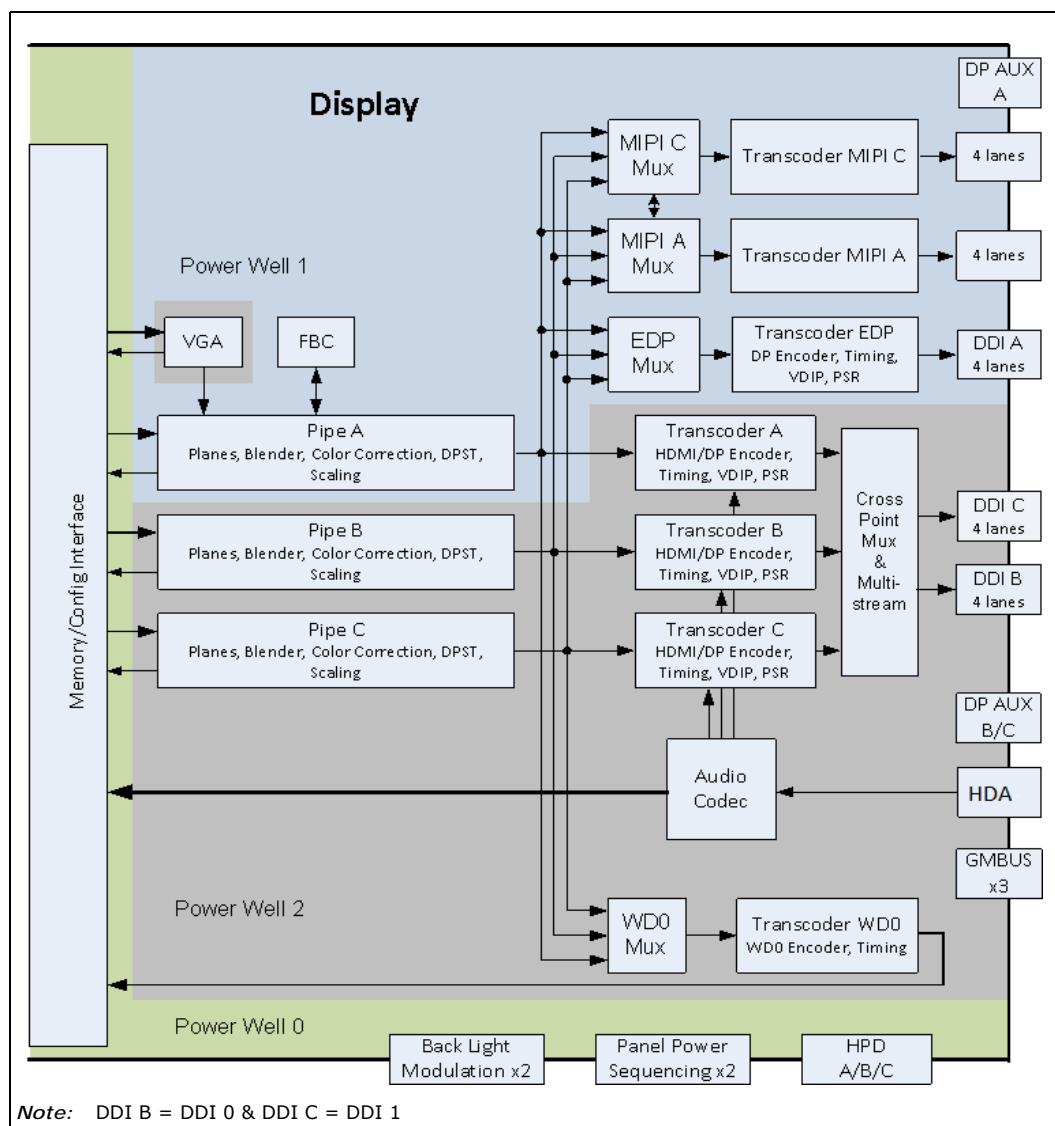 DP AUX
A
Display
MIPI C
Mux
Transcoder MIPI C
4 lanes
MIPI A
Mux
Transcoder MIPI A
4 lanes
Power Well 1
VGA
FBC
EDP
Mux
Transcoder EDP
DP Encoder, Timing,
VDIP, PSR
DDI A
4 lanes
Pipe A
Planes, Blender, Color Correction, DPST,
Scaling
Transcoder A
HDMI/DP Encoder,
Timing, VDIP, PSR
Pipe B
Planes, Blender, Color Correction, DPST,
Scaling
Transcoder B
HDMI/DP Encoder,
Timing, VDIP, PSR
Pipe C
Planes, Blender, Color Correction, DPST,
Scaling
Transcoder C
HDMI/DP Encoder,
Timing, VDIP, PSR
Cross
Point
Mux
&
Multi-
stream
DDI C
4 lanes
DDI B
4 lanes
Memory/Config Interface
DP AUX
B/C
Audio
Codec
HDA
GMBUS
x3
Power Well 2
WD0
Mux
Transcoder WD0
WD0 Encoder, Timing
Power Well 0
Back Light
Modulation x2
Panel Power
Sequencing x2
HPD
A/B/C
Note: DDI B = DDI 0 & DDI C = DDI 1